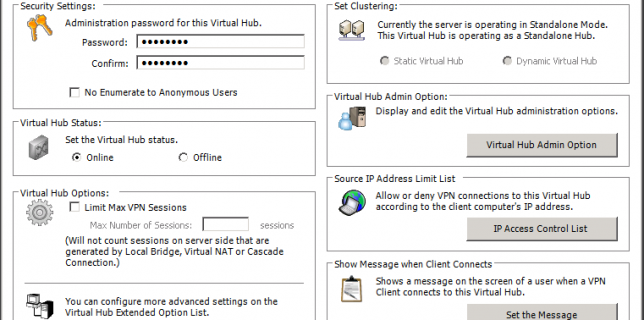 Security Settings:
Administration password for this Virtual Hub.
Password: ●●●●●●●●
Confirm: ●●●●●●●●
No Enumerate to Anonymous Users
Virtual Hub Status:
Set the Virtual Hub status.
Online Offline
Virtual Hub Options:
Limit Max VPN Sessions
Max Number of Sessions: sessions
(Will not count sessions on server side that are
generated by Local Bridge, Virtual NAT or Cascade
Connection.)
You can configure more advanced settings on the
Virtual Hub Extended Option List.
Set Clustering:
Currently the server is operating in Standalone Mode.
This Virtual Hub is operating as a Standalone Hub.
Static Virtual Hub Dynamic Virtual Hub
Virtual Hub Admin Option:
Display and edit the Virtual Hub administration options.
Virtual Hub Admin Option
Source IP Address Limit List
Allow or deny VPN connections to this Virtual Hub
according to the client computer's IP address.
IP Access Control List
Show Message when Client Connects
Shows a message on the screen of a user when a VPN
Client connects to this Virtual Hub.
Set the Message